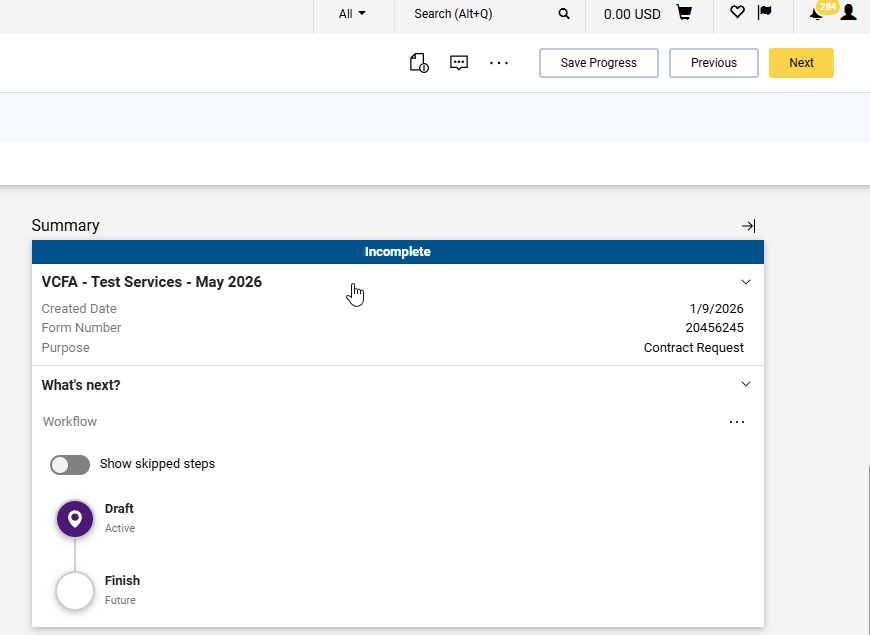 All Search (Alt+Q) 0.00 USD 284
Save Progress Previous Next
Summary
Incomplete
VCFA - Test Services - May 2026
Created Date 1/9/2026
Form Number 20456245
Purpose Contract Request
What's next?
Workflow
Show skipped steps
Draft
Active
Finish
Future